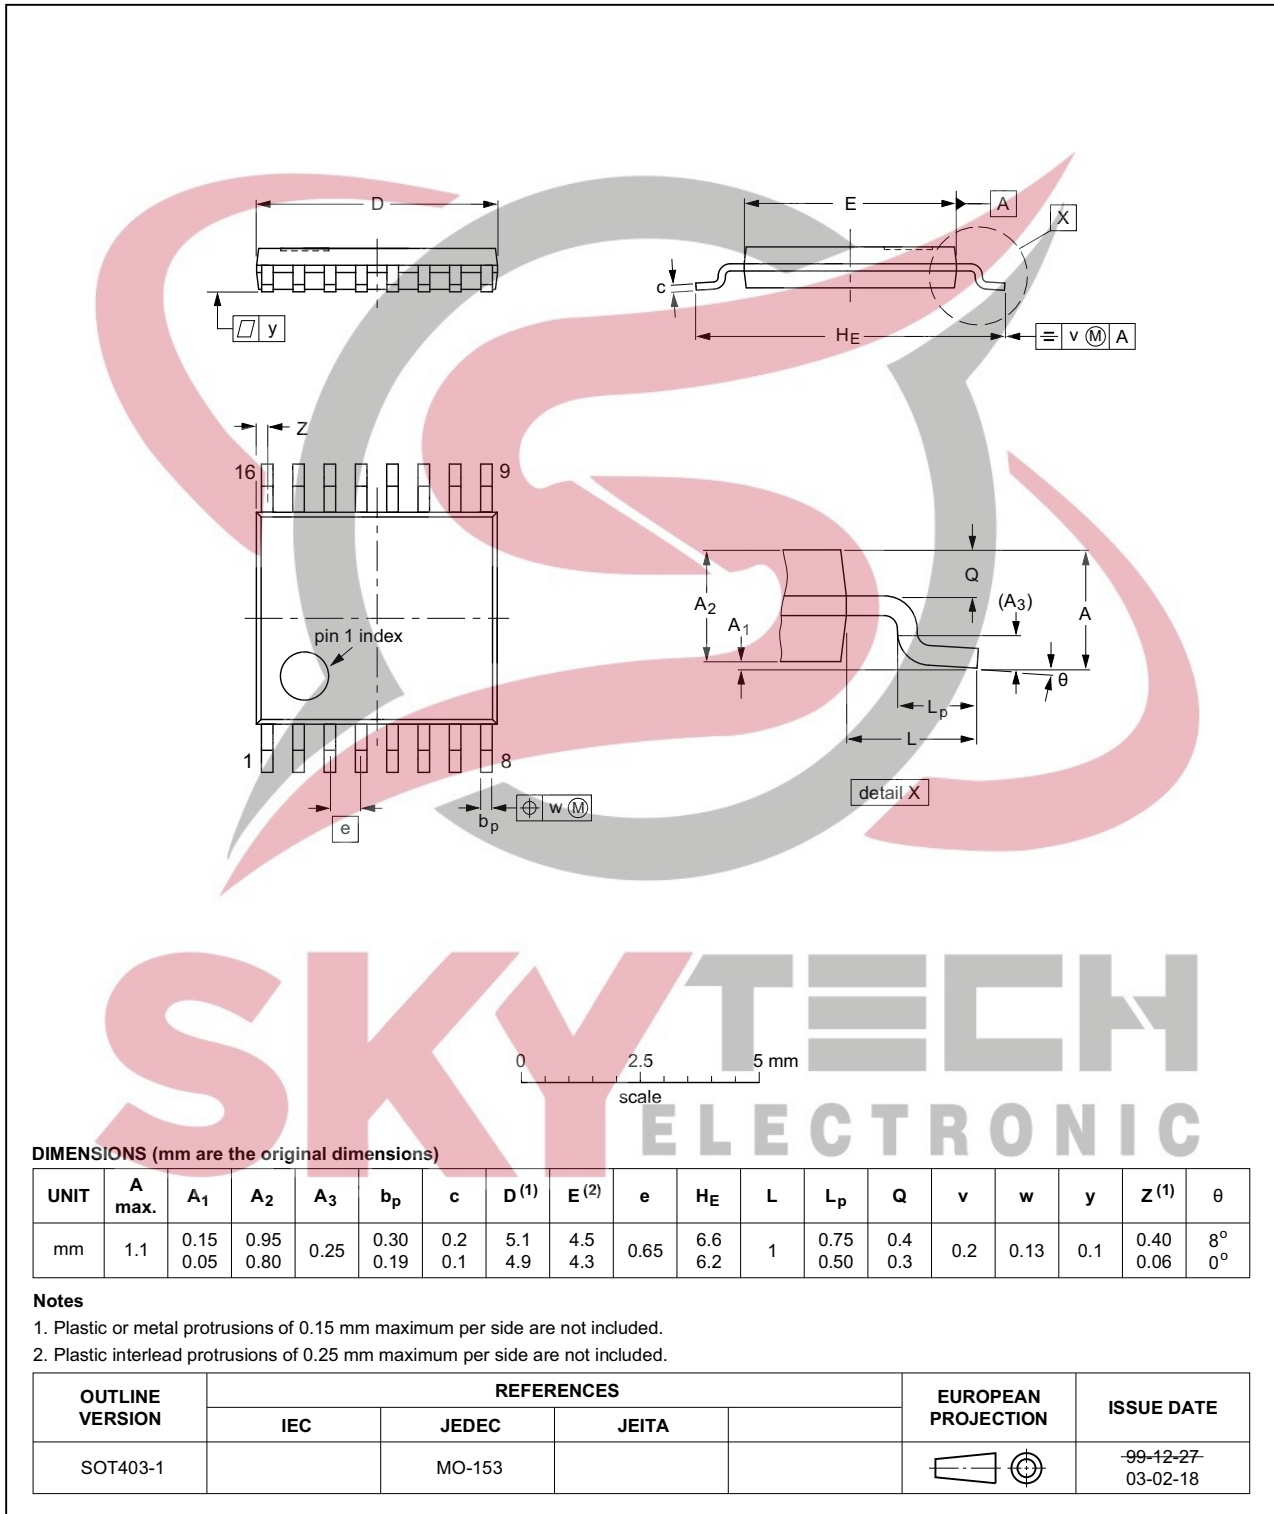 D
E
A
X
c
y
HE
v M A
Z
16
9
pin 1 index
1
8
e
bp
w M
Q
A2
A1
(A3)
A
θ
Lp
L
detail X
SKYTECH
ELECTRONIC
0 2.5 5 mm
scale
DIMENSIONS (mm are the original dimensions)
UNIT A max. A1 A2 A3 bp c D(1) E(2) e HE L Lp Q v w y Z(1) θ
mm 1.1 0.15 0.05 0.95 0.80 0.25 0.30 0.19 0.2 0.1 5.1 4.9 4.5 4.3 0.65 6.6 6.2 1 0.75 0.50 0.4 0.3 0.2 0.13 0.1 0.40 0.06 8o 0o
Notes
1. Plastic or metal protrusions of 0.15 mm maximum per side are not included.
2. Plastic interlead protrusions of 0.25 mm maximum per side are not included.
OUTLINE VERSION REFERENCES EUROPEAN PROJECTION ISSUE DATE
IEC JEDEC JEITA
SOT403-1 MO-153 99-12-27
03-02-18